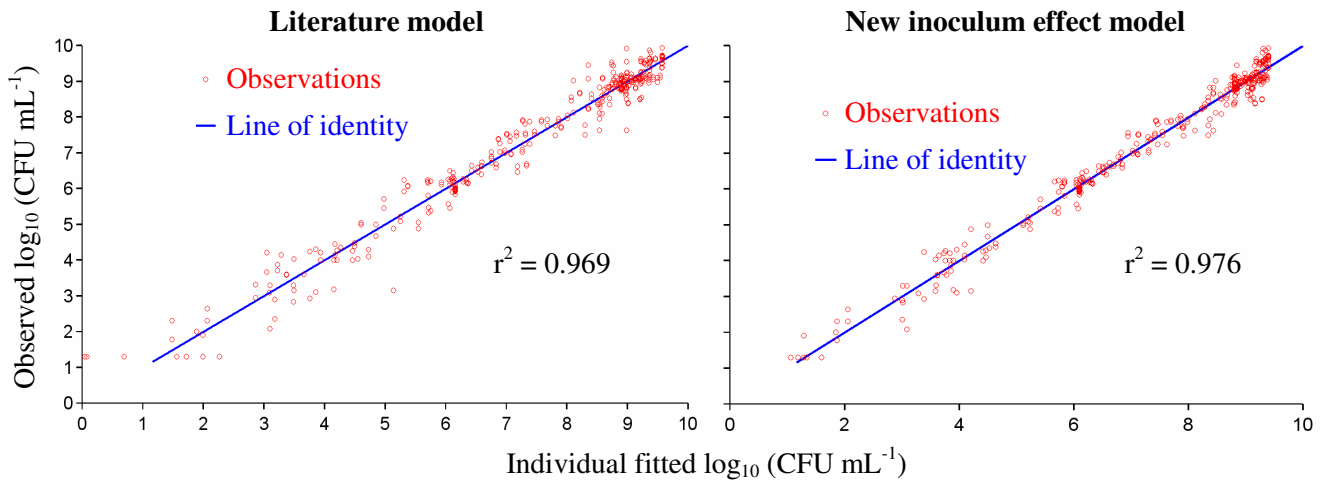 Literature model
New inoculum effect model
Observed log10 (CFU mL-1)
10
9
8
7
6
5
4
3
2
1
0
Observations
Line of identity
r2 = 0.969
0 1 2 3 4 5 6 7 8 9 10
Observations
Line of identity
r2 = 0.976
0 2 4 6 8 10
Individual fitted log10 (CFU mL-1)